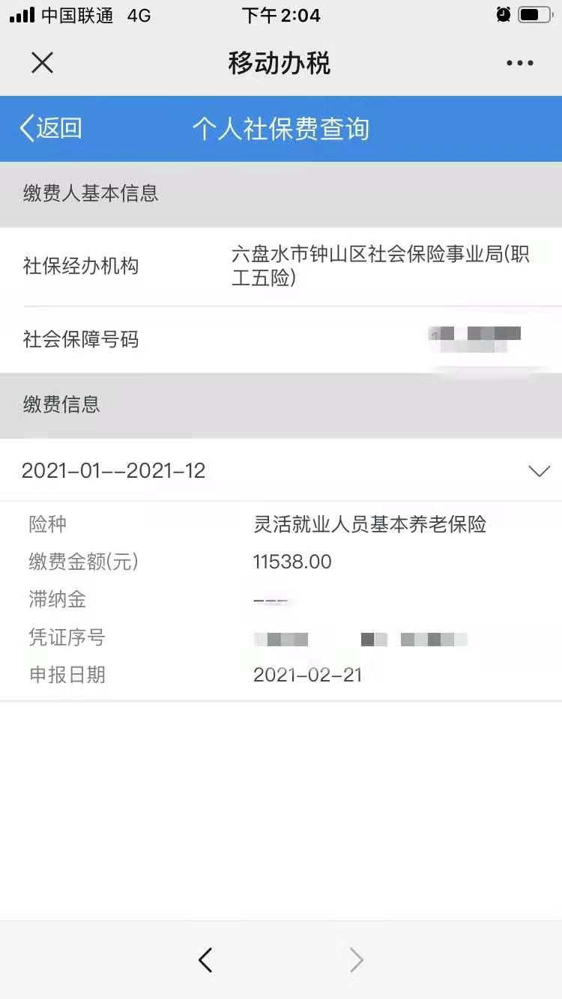 中国联通 4G 下午2:04
移动办税
返回 个人社保费查询
缴费人基本信息
社保经办机构 六盘水市钟山区社会保险事业局(职
工五险)
社会保障号码
缴费信息
2021-01--2021-12
险种 灵活就业人员基本养老保险
缴费金额(元) 11538.00
滞纳金 ---
凭证序号
申报日期 2021-02-21